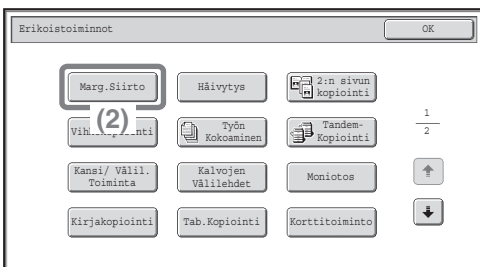 Erikoistoiminnot
OK
Marg.Siirto
Häivytys
2:n sivun
kopiointi
(2)
Työn
Kokoaminen
Tandem-
Kopiointi
1
2
Kansi/ Välil.
Toiminta
Kalvojen
Välilehdet
Moniotos
Kirjakopiointi
Tab.Kopiointi
Korttitoiminto